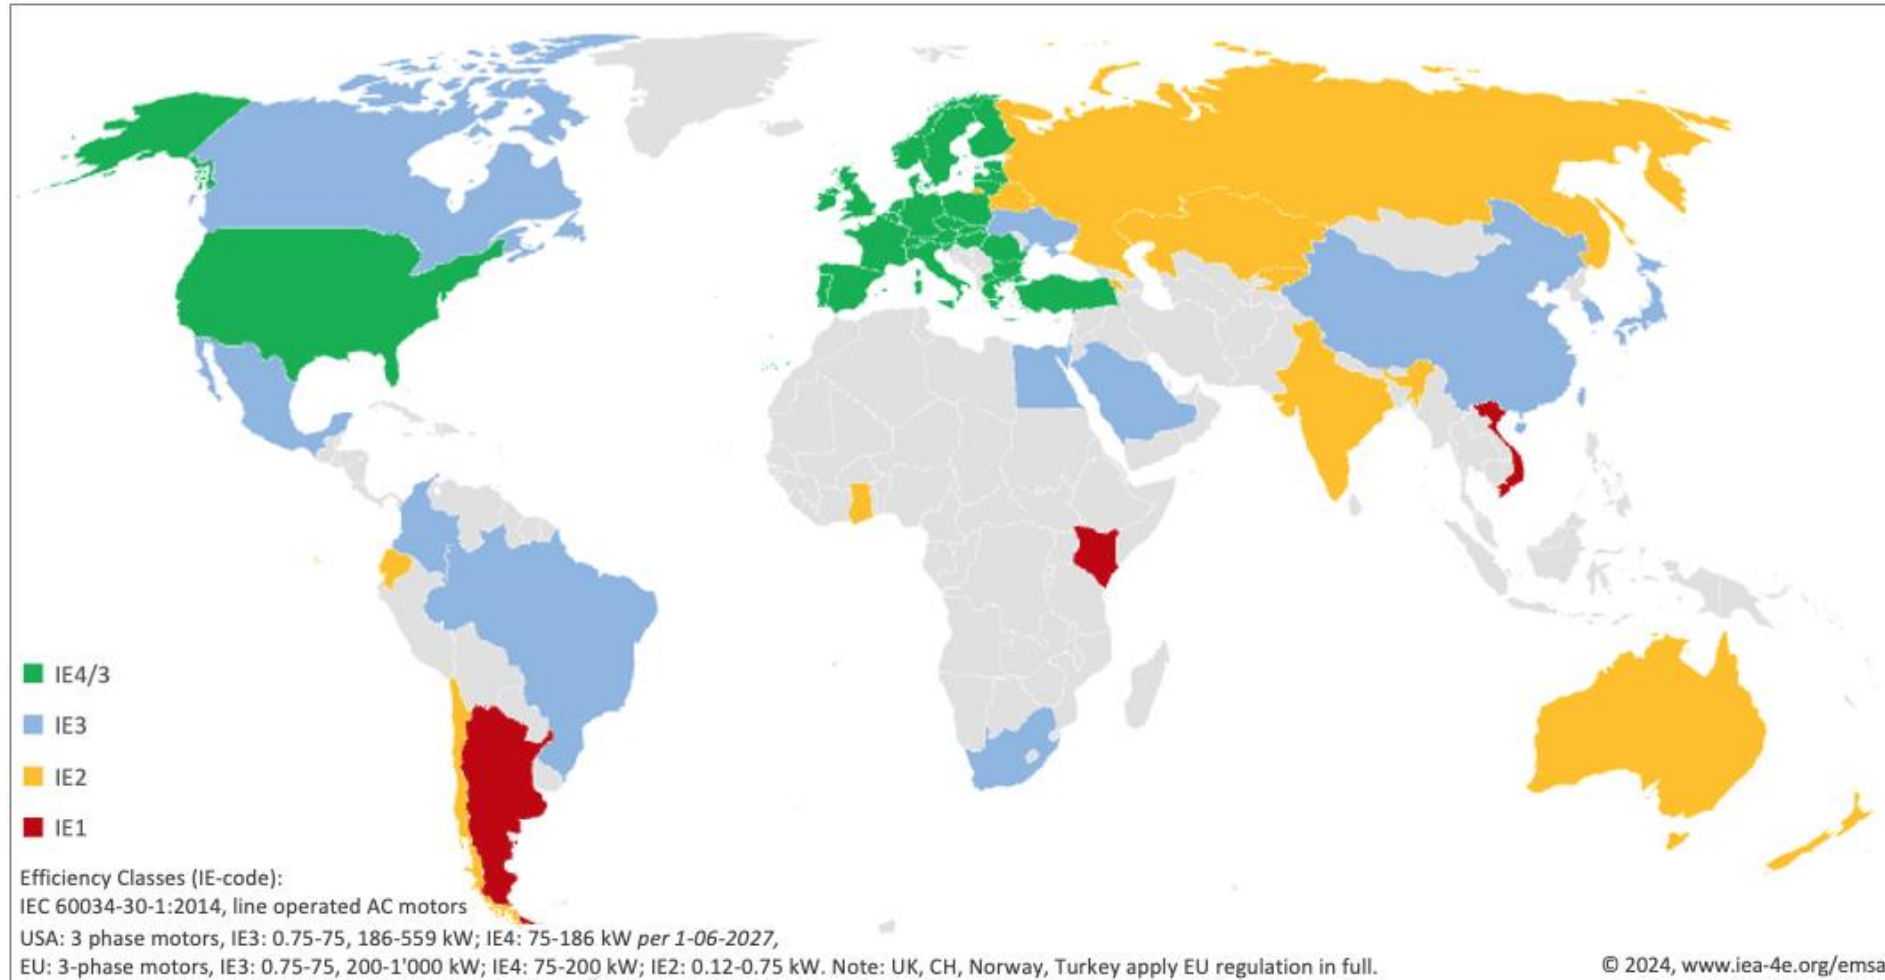 IE4/3
IE3
IE2
IE1
Efficiency Classes (IE-code):
IEC 60034-30-1:2014, line operated AC motors
USA: 3 phase motors, IE3: 0.75-75, 186-559 kW; IE4: 75-186 kW per 1-06-2027,
EU: 3-phase motors, IE3: 0.75-75, 200-1'000 kW; IE4: 75-200 kW; IE2: 0.12-0.75 kW. Note: UK, CH, Norway, Turkey apply EU regulation in full.
© 2024, www.iea-4e.org/emsa